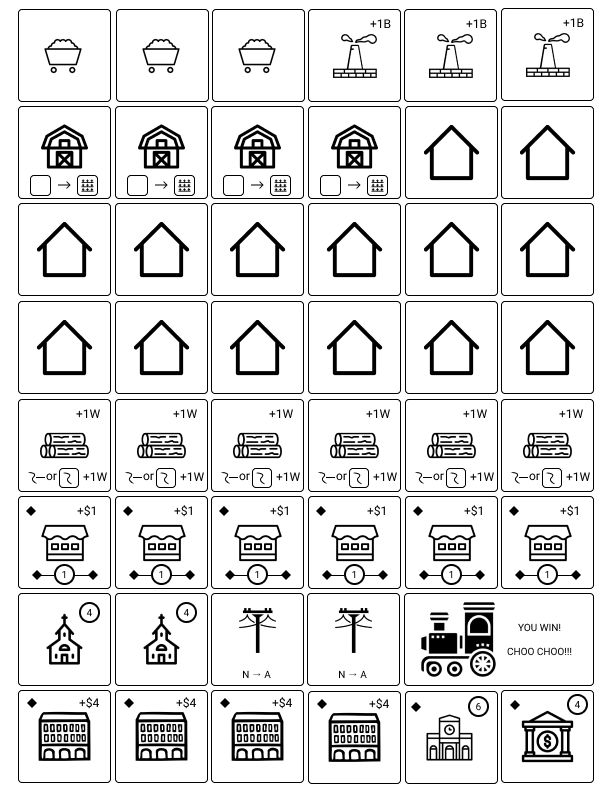 +1B
+1B
+1B
→
→
→
→
+1W
+1W
+1W
+1W
+1W
+1W
or +1W
or +1W
or +1W
or +1W
or +1W
or +1W
+$1
+$1
+$1
+$1
+$1
+$1
1
1
1
1
1
1
4
4
N → A
N → A
YOU WIN!
CHOO CHOO!!!
+$4
+$4
+$4
+$4
6
4
$